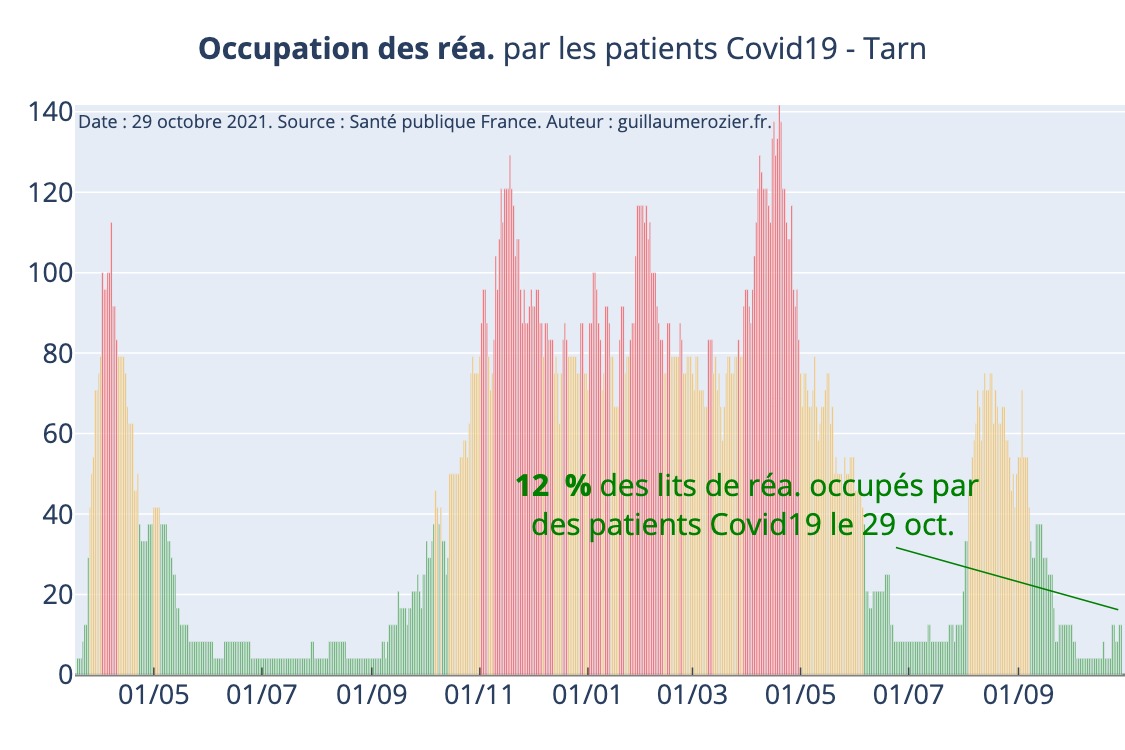 Occupation des réa. par les patients Covid19 - Tarn
140
Date : 29 octobre 2021. Source : Santé publique France. Auteur : guillaumerozier.fr.
120
100
80
60
12 % des lits de réa. occupés par
des patients Covid19 le 29 oct.
40
20
0
01/05 01/07 01/09 01/11 01/01 01/03 01/05 01/07 01/09